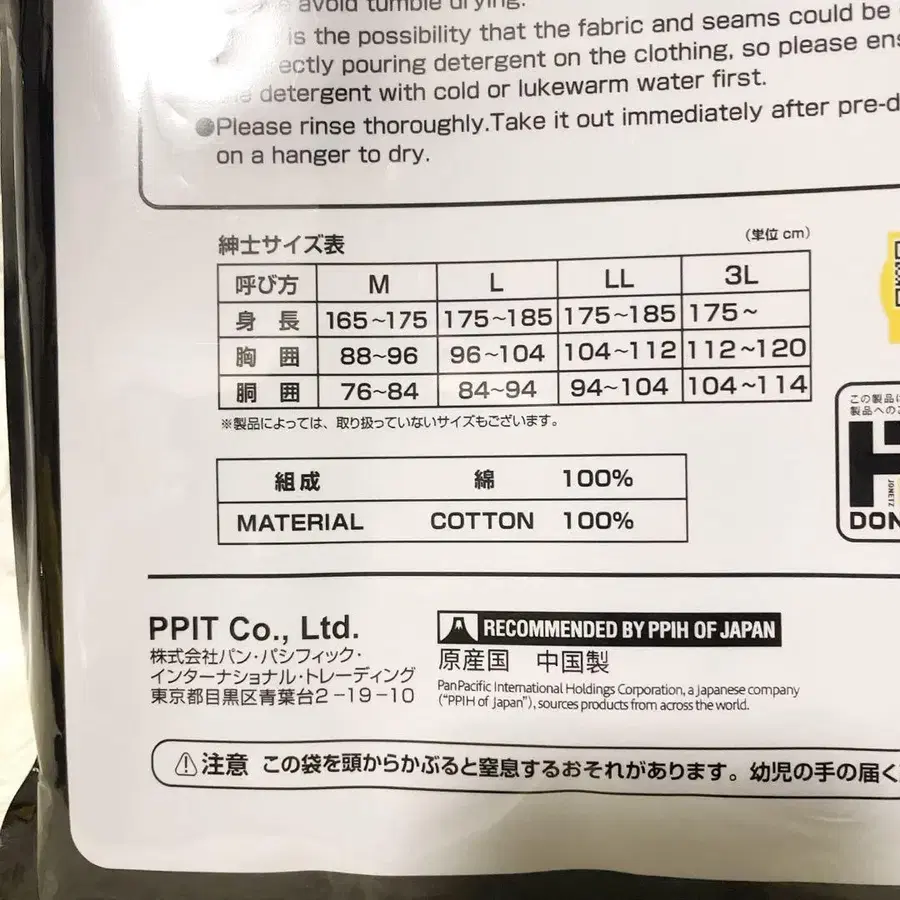 avoid tumble drying.
is the possibility that the fabric and seams could be
pouring detergent on the clothing, so please
detergent with cold or lukewarm water first.
●Please rinse thoroughly.Take it out immediately after
on a hanger to dry.
紳士サイズ表
（単位 cm）
呼び方 M L LL 3L
身 長 165~175 175~185 175~185 175~
胸 囲 88~96 96~104 104~112 112~120
胴 囲 76~84 84~94 94~104 104~114
※製品によっては、取り扱っていないサイズもございます。
組成 綿 100%
MATERIAL COTTON 100%
この製品
製品への
JONETZ
DON
PPIT Co., Ltd.
株式会社パン・パシフィック・
インターナショナル・トレーディング
東京都目黒区青葉台2-19-10
RECOMMENDED BY PPIH OF JAPAN
原産国 中国製
Pan Pacific International Holdings Corporation, a Japanese company
("PPIH of Japan"), sources products from across the world.
⚠注意 この袋を頭からかぶると窒息するおそれがあります。幼児の手の届く